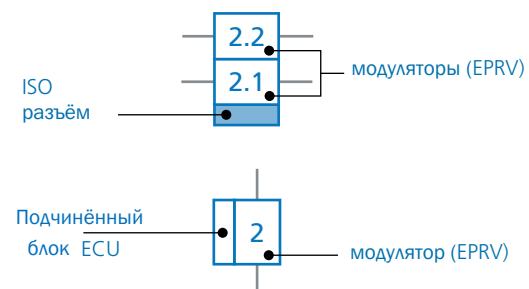 2.2
модуляторы (EPRV)
2.1
ISO
разъём
Подчинённый
блок ECU
2
модулятор (EPRV)